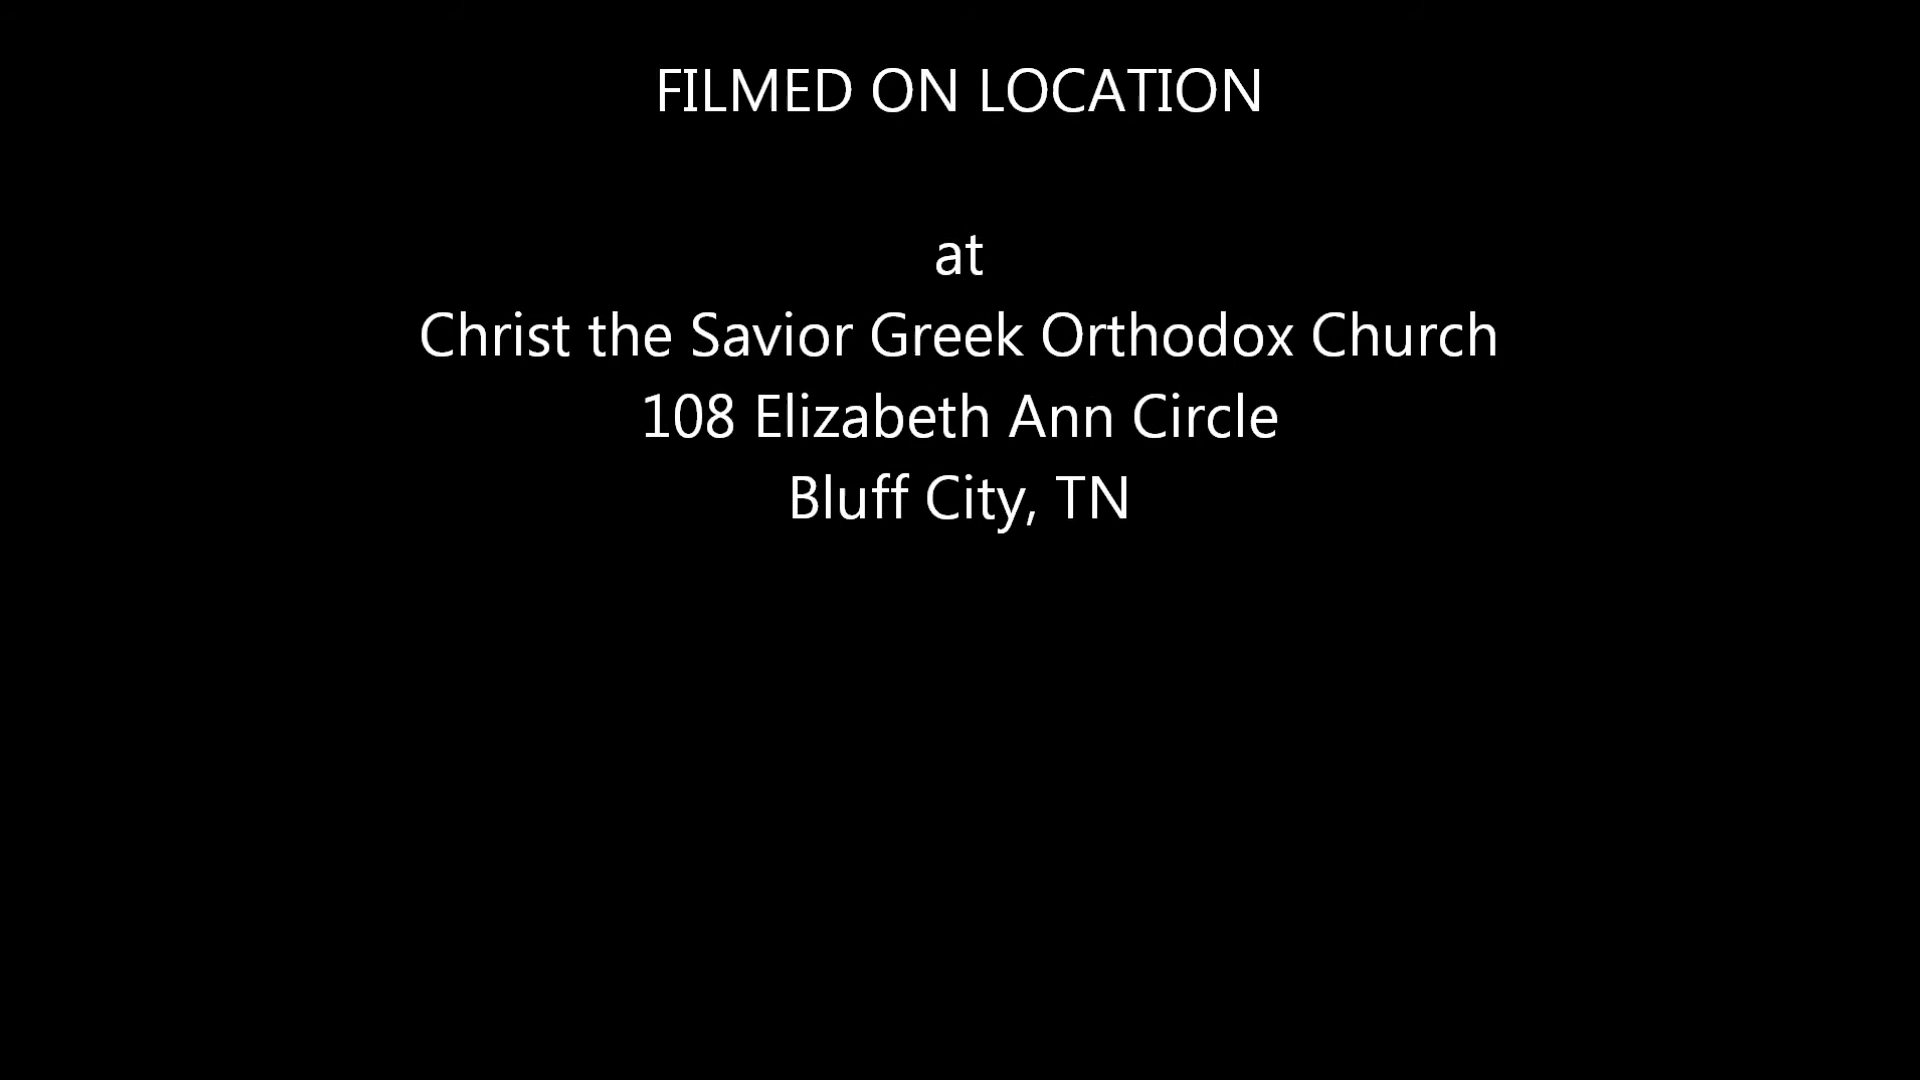 FILMED ON LOCATION
at
Christ the Savior Greek Orthodox Church
108 Elizabeth Ann Circle
Bluff City, TN